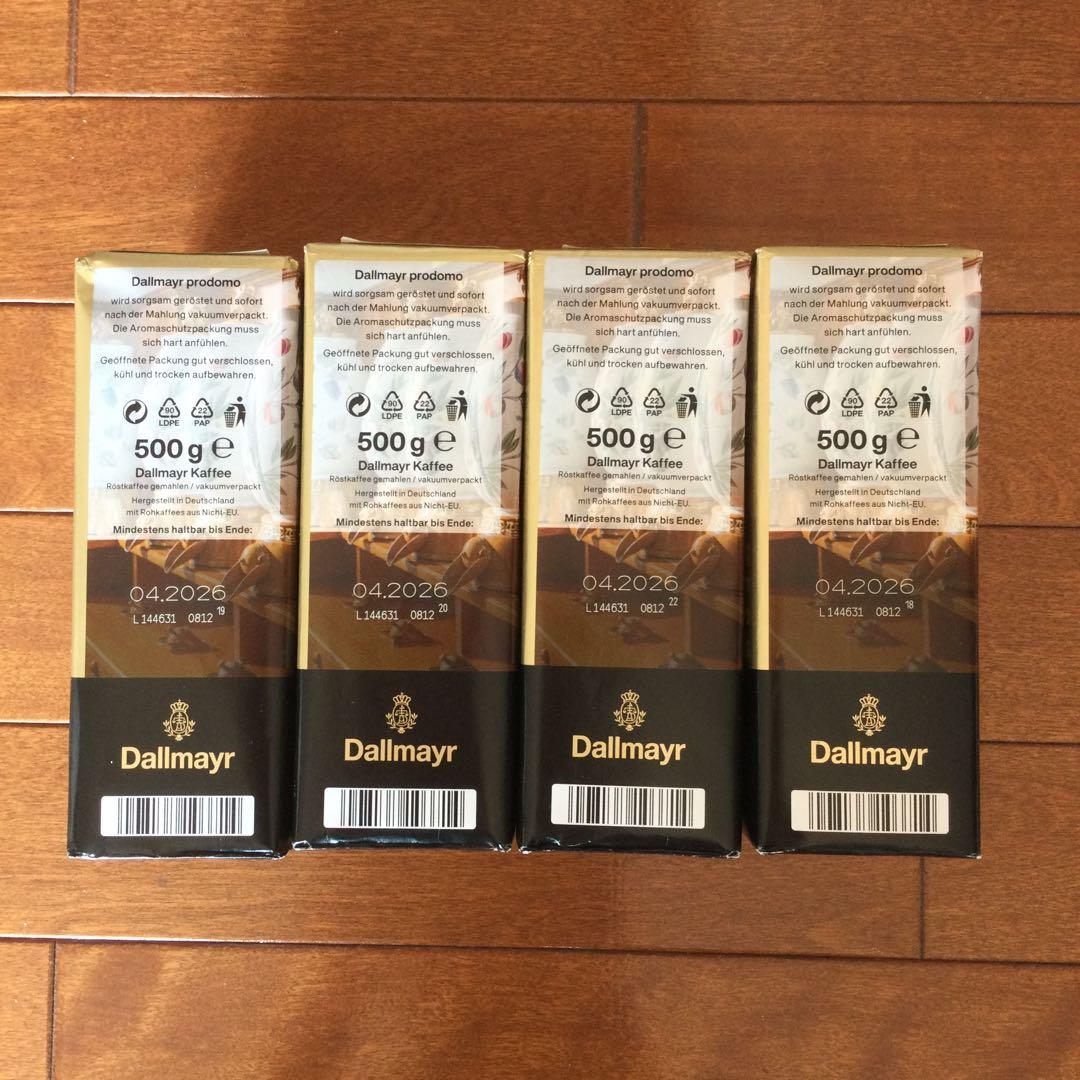 Dallmayr prodomo
wird sorgsam geröstet und sofort
nach der Mahlung vakuumverpackt.
Die Aromaschutzpackung muss
sich hart anfühlen.
Geöffnete Packung gut verschlossen,
kühl und trocken aufbewahren.
90 22
LDPE PAP
500 g ℮
Dallmayr Kaffee
Röstkaffee gemahlen / vakuumverpackt
Hergestellt in Deutschland
mit Rohkaffees aus Nicht-EU.
Mindestens haltbar bis Ende:
04.2026
L144631 0812 19
Dallmayr
Dallmayr prodomo
wird sorgsam geröstet und sofort
nach der Mahlung vakuumverpackt.
Die Aromaschutzpackung muss
sich hart anfühlen.
Geöffnete Packung gut verschlossen,
kühl und trocken aufbewahren.
90 22
LDPE PAP
500 g ℮
Dallmayr Kaffee
Röstkaffee gemahlen / vakuumverpackt
Hergestellt in Deutschland
mit Rohkaffees aus Nicht-EU.
Mindestens haltbar bis Ende:
04.2026
L144631 0812 20
Dallmayr
Dallmayr prodomo
wird sorgsam geröstet und sofort
nach der Mahlung vakuumverpackt.
Die Aromaschutzpackung muss
sich hart anfühlen.
Geöffnete Packung gut verschlossen,
kühl und trocken aufbewahren.
90 22
LDPE PAP
500 g ℮
Dallmayr Kaffee
Röstkaffee gemahlen / vakuumverpackt
Hergestellt in Deutschland
mit Rohkaffees aus Nicht-EU.
Mindestens haltbar bis Ende:
04.2026
L144631 0812 22
Dallmayr
Dallmayr prodomo
wird sorgsam geröstet und sofort
nach der Mahlung vakuumverpackt.
Die Aromaschutzpackung muss
sich hart anfühlen.
Geöffnete Packung gut verschlossen,
kühl und trocken aufbewahren.
90 22
LDPE PAP
500 g ℮
Dallmayr Kaffee
Röstkaffee gemahlen / vakuumverpackt
Hergestellt in Deutschland
mit Rohkaffees aus Nicht-EU.
Mindestens haltbar bis Ende:
04.2026
L144631 0812 18
Dallmayr